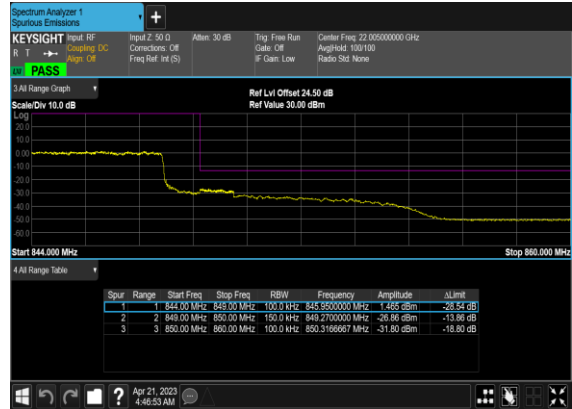 Spectrum Analyzer 1
Spurious Emissions
KEYSIGHT Input: RF Input Z: 50 Ω Atten: 30 dB Trig: Free Run Center Freq: 22.005000000 GHz
R T Coupling: DC Corrections: Off Gate: Off Avg|Hold: 100/100
Align: Off Freq Ref: Int (S) IF Gain: Low Radio Std: None
PASS
3 All Range Graph
Ref Lvl Offset 24.50 dB
Scale/Div 10.0 dB Ref Value 30.00 dBm
Log
20.0
10.0
0.00
-10.0
-20.0
-30.0
-40.0
-50.0
-60.0
Start 844.000 MHz Stop 860.000 MHz
4 All Range Table
Spur Range Start Freq Stop Freq RBW Frequency Amplitude ΔLimit
1 1 844.00 MHz 849.00 MHz 100.0 kHz 845.9500000 MHz 1.465 dBm -28.54 dB
2 2 849.00 MHz 850.00 MHz 150.0 kHz 849.2700000 MHz -26.86 dBm -13.86 dB
3 3 850.00 MHz 860.00 MHz 100.0 kHz 850.3166667 MHz -31.80 dBm -18.80 dB
? Apr 21, 2023
4:46:53 AM